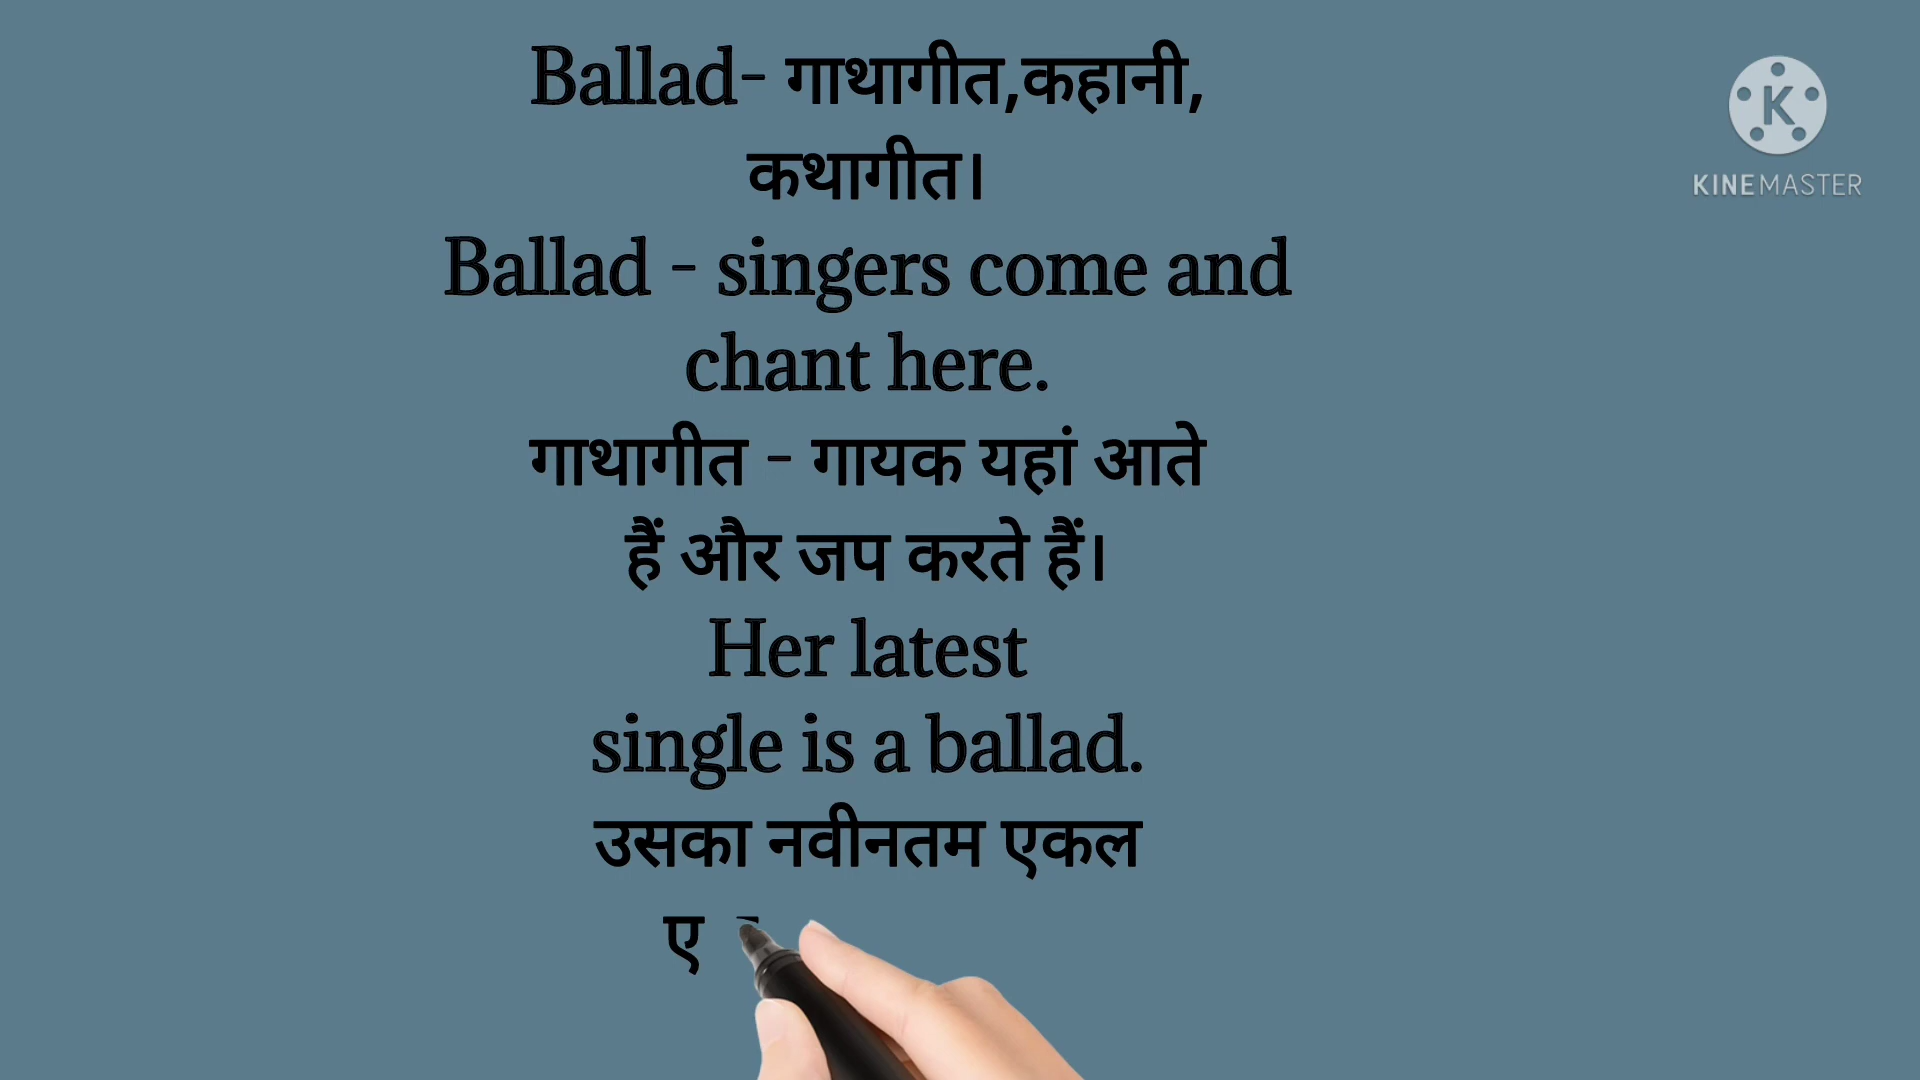 Ballad- गाथागीत,कहानी,
कथागीत।
Ballad - singers come and
chant here.
गाथागीत - गायक यहां आते
हैं और जप करते हैं।
Her latest
single is a ballad.
उसका नवीनतम एकल
ए
K
KINEMASTER